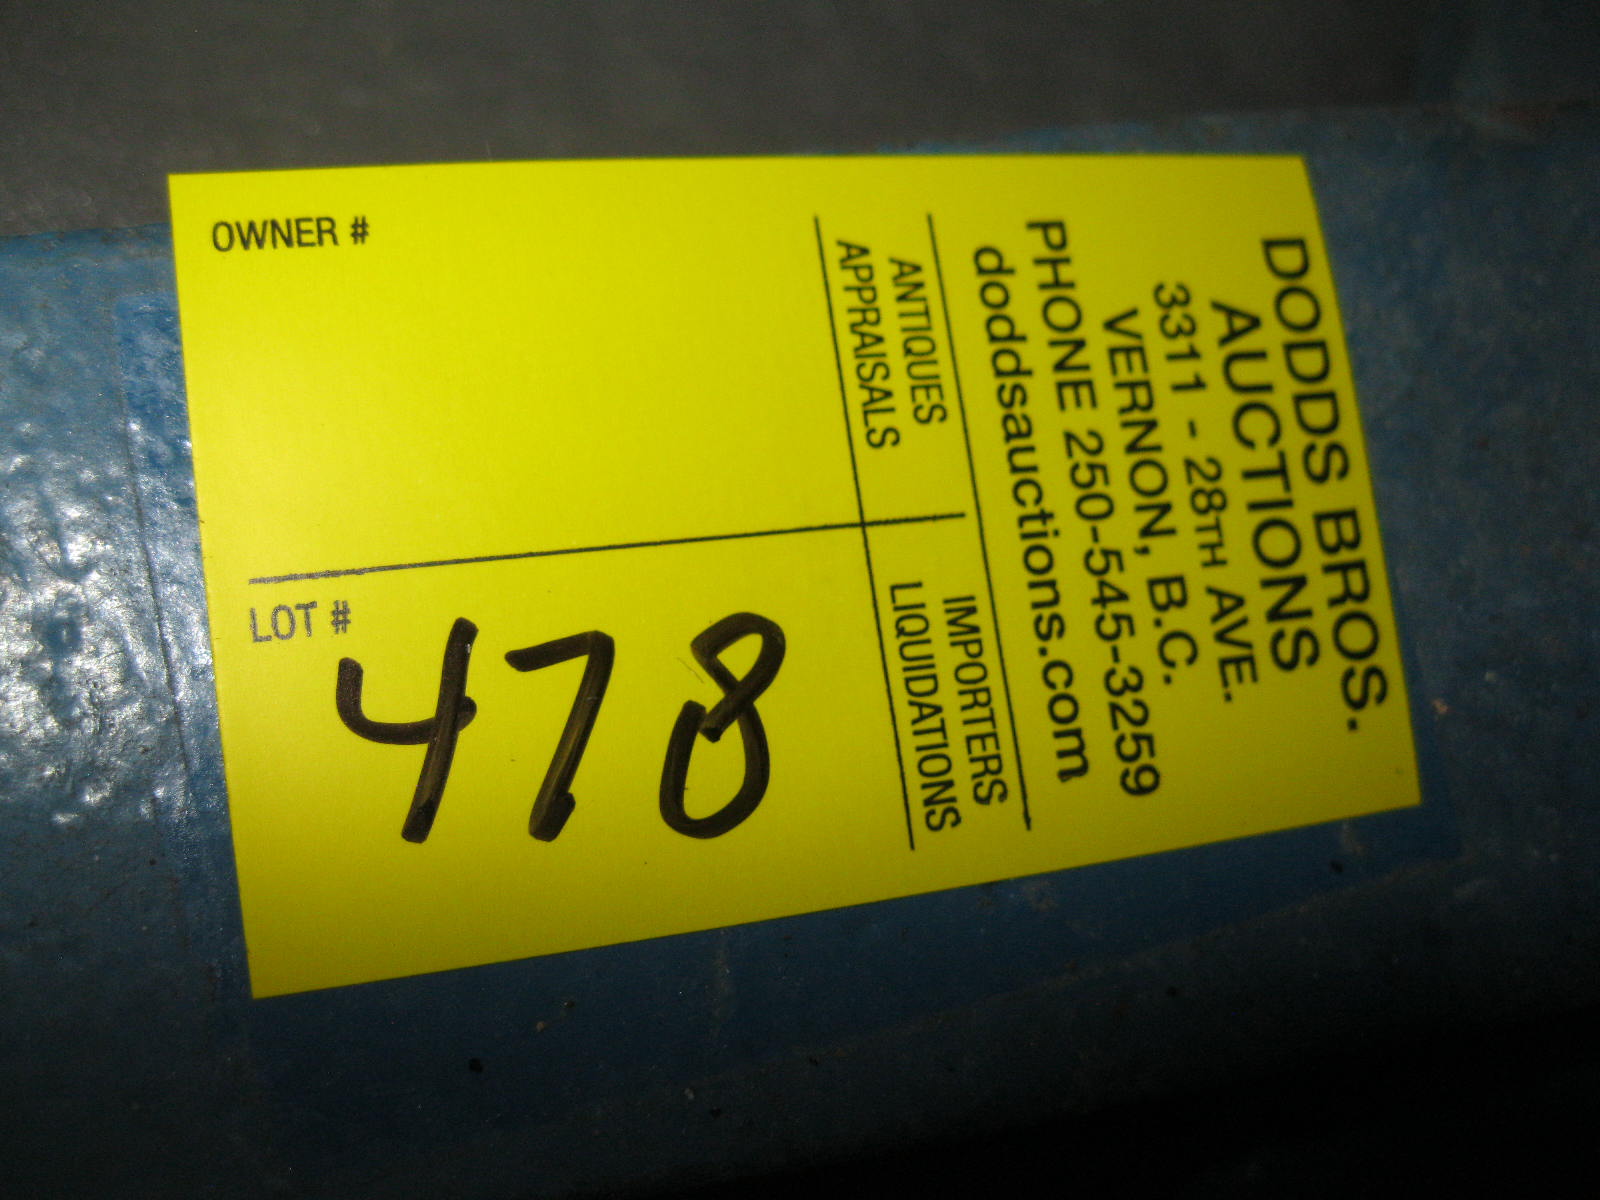 DODDS BROS.
AUCTIONS
3311 - 28TH AVE.
VERNON, B.C.
PHONE 250-545-3259
doddsauctions.com
ANTIQUES
APPRAISALS
IMPORTERS
LIQUIDATIONS
OWNER #
LOT #
478